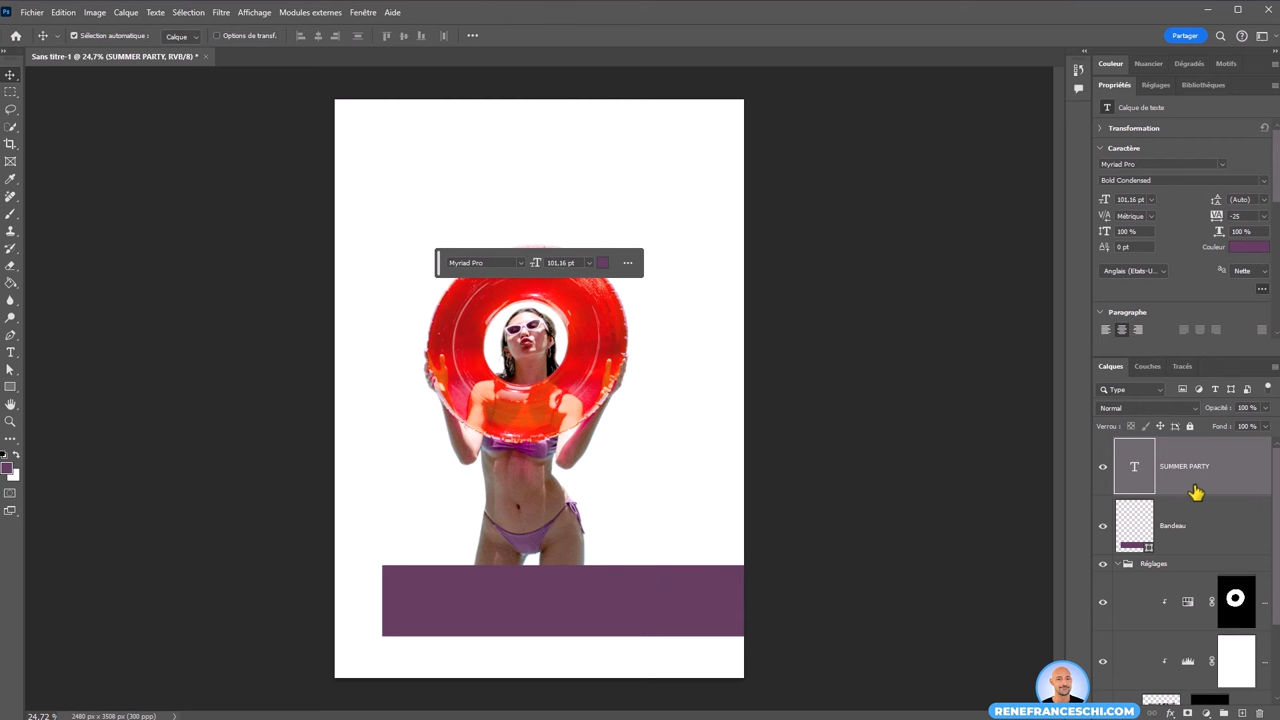 Ps Fichier Edition Image Calque Texte Sélection Filtre Affichage Modules externes Fenêtre Aide
Sélection automatique : Calque Options de transf. Partager
Sans titre-1 @ 24,7% (SUMMER PARTY, RVB/8) * ×
Couleur Nuancier Dégradés Motifs
Propriétés Réglages Bibliothèques
T Calque de texte
Transformation
Caractère
Myriad Pro
Bold Condensed
101,16 pt (Auto)
Métrique -25
100 % 100 %
0 pt Couleur
Anglais (Etats-U... Nette
Paragraphe
Myriad Pro 101,16 pt
Calques Couches Tracés
Type
Normal Opacité : 100 %
Verrou : Fond : 100 %
T SUMMER PARTY
Bandeau
Réglages
24,72 % 2480 px x 3508 px (300 ppp)
RENEFRANCESCHI.COM